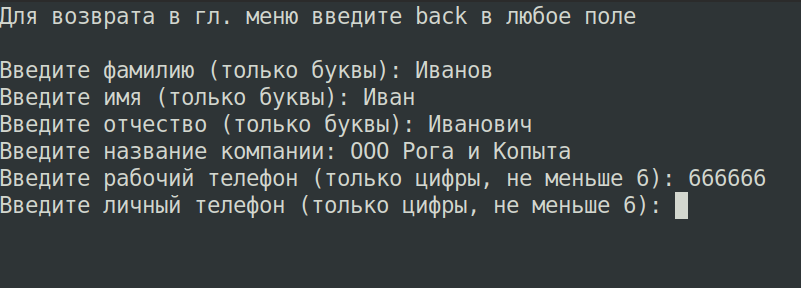 Для возврата в гл. меню введите back в любое поле
Введите фамилию (только буквы): Иванов
Введите имя (только буквы): Иван
Введите отчество (только буквы): Иванович
Введите название компании: ООО Рога и Копыта
Введите рабочий телефон (только цифры, не меньше 6): 666666
Введите личный телефон (только цифры, не меньше 6):